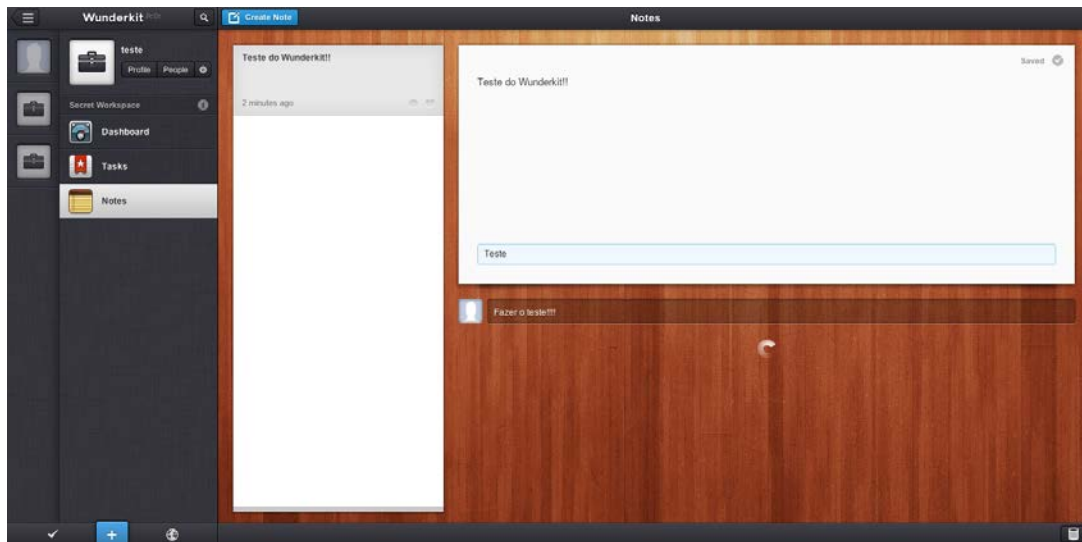 Wunderkit
Create Note
Notes
teste
Profile People
Secret Workspace
Dashboard
Tasks
Notes
Teste do Wunderkit!!
2 minutes ago
Saved
Teste do Wunderkit!!
Teste
Fazer o teste!!!!